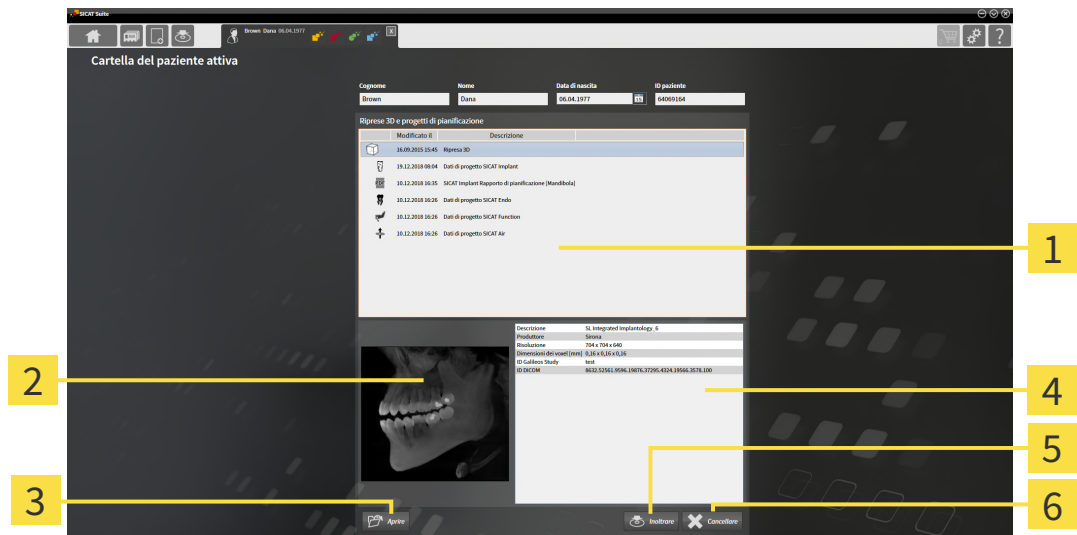 SICAT Suite
Brown Dana 06.04.1977
x
?
Cartella del paziente attiva
Cognome Nome Data di nascita ID paziente
Brown Dana 06.04.1977 15 64069164
Riprese 3D e progetti di pianificazione
Modificato il Descrizione
16.09.2015 15:45 Ripresa 3D
19.12.2018 08:04 Dati di progetto SICAT Implant
PDF 10.12.2018 16:35 SICAT Implant Rapporto di pianificazione [Mandibola]
10.12.2018 16:26 Dati di progetto SICAT Endo
10.12.2018 16:26 Dati di progetto SICAT Function
10.12.2018 16:26 Dati di progetto SICAT Air
1
Descrizione SL Integrated Implantology_6
Produttore Sirona
Risoluzione 704 x 704 x 640
Dimensioni dei voxel [mm] 0,16 x 0,16 x 0,16
ID Galileos Study test
ID DICOM 8632.52561.9596.19876.37295.4324.19566.3578.100
2
4
5
3
6
Aprire Inoltrare Cancellare